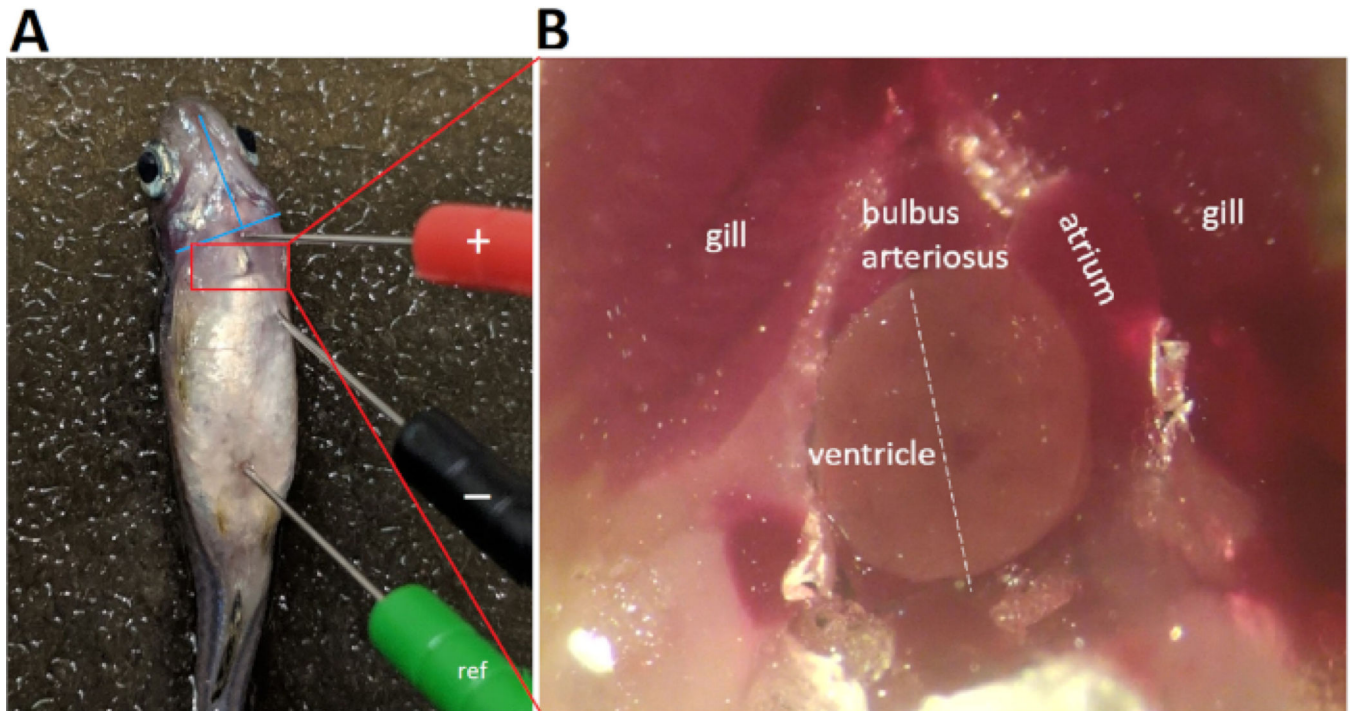 A
B
+
−
ref
gill
bulbus
arteriosus
atrium
gill
ventricle